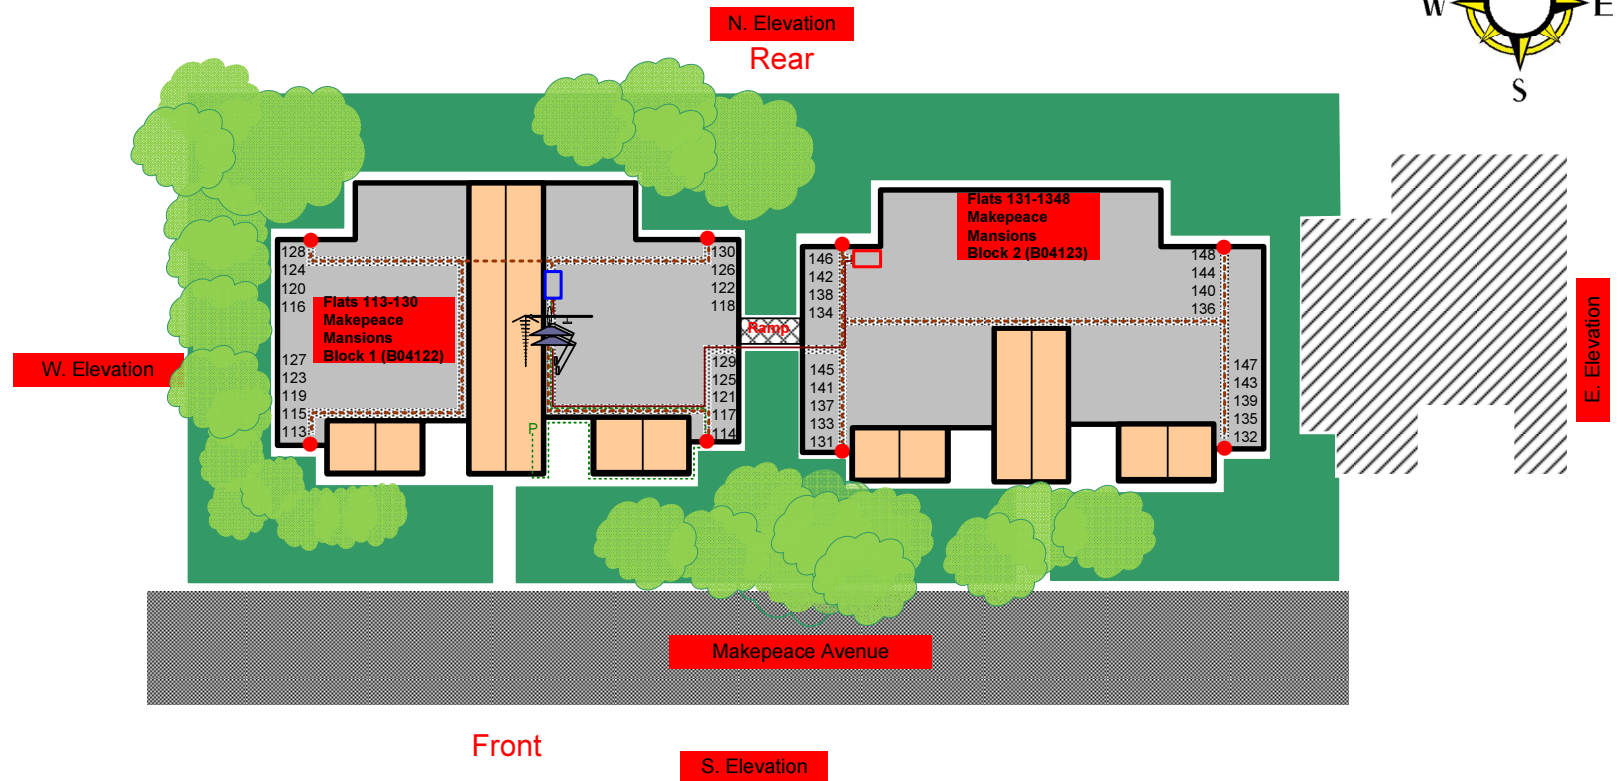 N. Elevation
Rear
W
E
S
128
124
120
116
Flats 113-130
Makepeace
Mansions
Block 1 (B04122)
127
123
119
115
113
130
126
122
118
129
125
121
117
114
P
Ramp
146
142
138
134
145
141
137
133
131
Flats 131-1348
Makepeace
Mansions
Block 2 (B04123)
148
144
140
136
147
143
139
135
132
W. Elevation
E. Elevation
Makepeace Avenue
Front
S. Elevation